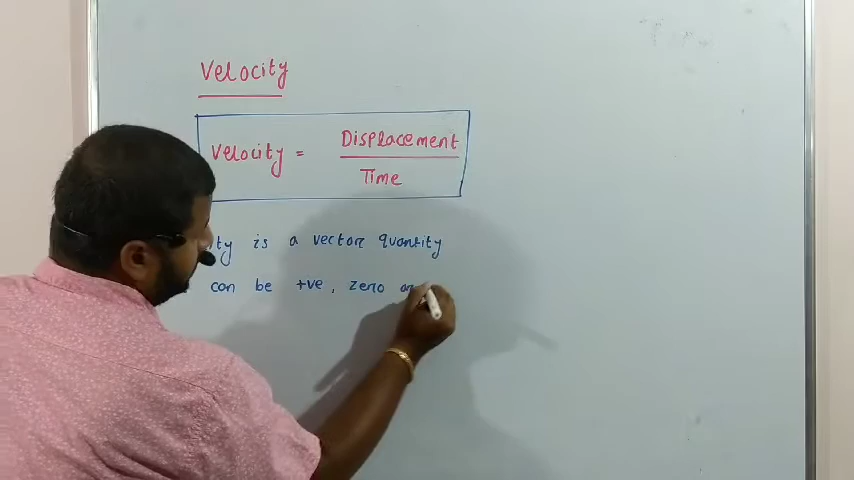 Velocity
Velocity = Displacement
Time
ty is a vector quantity
can be +ve, zero or